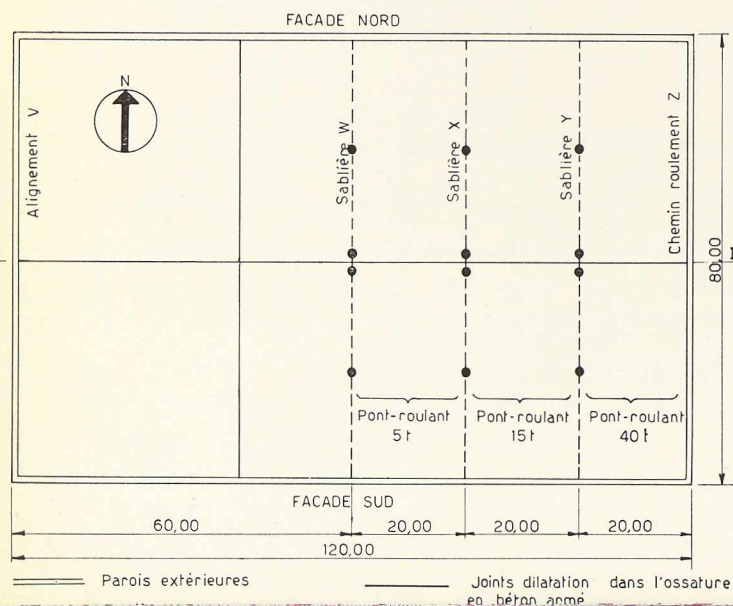 FACADE NORD
N
Alignement V
Sablière W
Sablière X
Sablière Y
Chemin roulement Z
80,00
Pont-roulant
5 t
Pont-roulant
15 t
Pont-roulant
40 t
FACADE SUD
60,00
20,00
20,00
20,00
120,00
Parois extérieures
Joints dilatation dans l'ossature
en béton armé